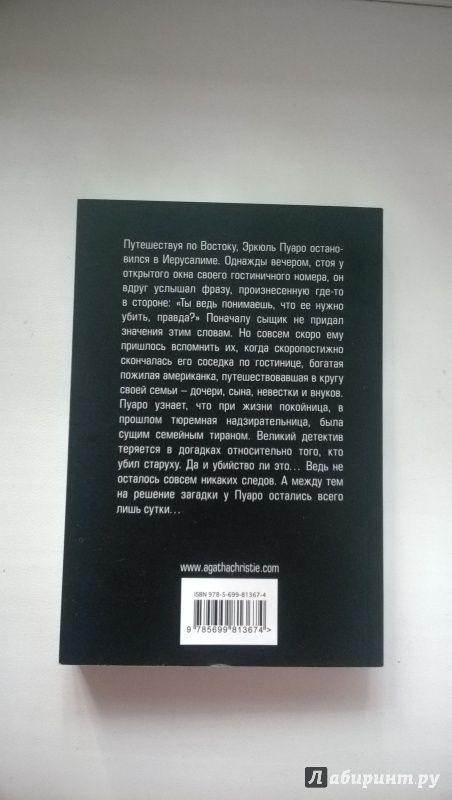 Путешествуя по Востоку, Эркюль Пуаро остано-
вился в Иерусалиме. Однажды вечером, стоя у
открытого окна своего гостиничного номера, он
вдруг услышал фразу, произнесенную где-то
в стороне: «Ты ведь понимаешь, что ее нужно
убить, правда?» Поначалу сыщик не придал
значения этим словам. Но совсем скоро ему
пришлось вспомнить их, когда скоропостижно
скончалась его соседка по гостинице, богатая
пожилая американка, путешествовавшая в кругу
своей семьи – дочери, сына, невестки и внуков.
Пуаро узнает, что при жизни покойница, в
прошлом тюремная надзирательница, была
сущим семейным тираном. Великий детектив
теряется в догадках относительно того, кто
убил старуху. Да и убийство ли это... Ведь не
осталось совсем никаких следов. А между тем
на решение загадки у Пуаро остались всего
лишь сутки...
www.agathachristie.com
ISBN 978-5-699-81367-4
9 785699 813674 >
Лабиринт.ру